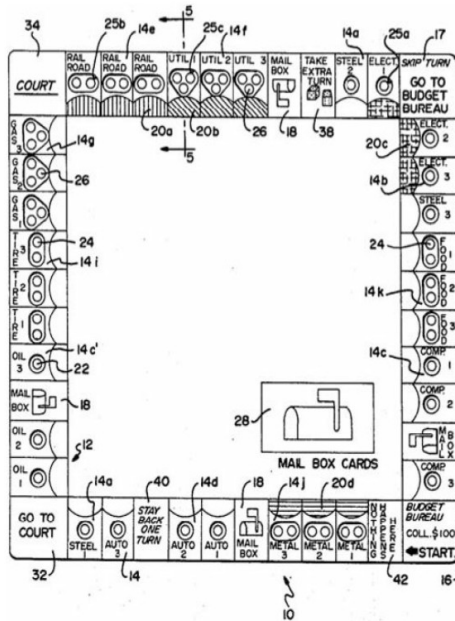 34
25b
14e
5
25c
14f
14a
25a
17
COURT
RAIL ROAD
RAIL ROAD
RAIL ROAD
UTIL 1
UTIL 2
UTIL 3
MAIL BOX
TAKE EXTRA TURN
STEEL 2
ELECT. 1
SKIP TURN
GO TO BUDGET BUREAU
20a
20b
26
18
38
5
GAS 3
14g
20c
ELECT. 2
GAS 2
26
14b
ELECT. 3
GAS 1
STEEL 3
TIRE 3
24
14i
24
FOOD 1
TIRE 2
14k
FOOD 2
TIRE 1
FOOD 3
OIL 3
14c'
22
14c
COMP. 1
MAIL BOX
18
28
COMP. 2
OIL 2
12
MAIL BOX
OIL 1
MAIL BOX CARDS
COMP. 3
GO TO COURT
14a
40
14d
18
14j
20d
STEEL 1
AUTO 3
STAY BACK ONE TURN
AUTO 2
AUTO 1
MAIL BOX
METAL 3
METAL 2
METAL 1
NOTHING HAPPENS HERE!
BUDGET BUREAU
COLL. $100
START
32
14
10
42
16